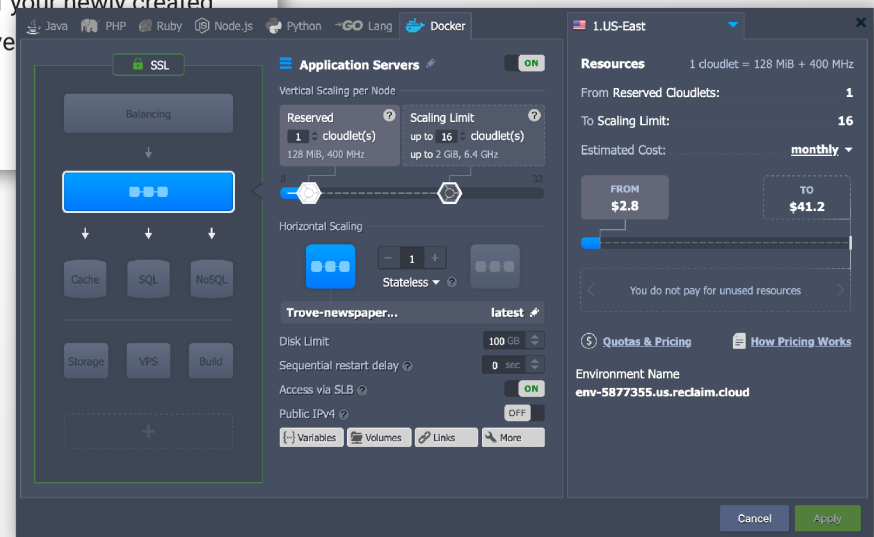 your newly created
ve
Java PHP Ruby Node.js Python GO Lang Docker
1.US-East
SSL
Balancing
Cache SQL NoSQL
Storage VPS Build
Application Servers ON
Vertical Scaling per Node
Reserved ?
1 cloudlet(s)
128 MiB, 400 MHz
Scaling Limit ?
up to 16 cloudlet(s)
up to 2 GiB, 6.4 GHz
0 32
Horizontal Scaling
- 1 +
Stateless ?
Trove-newspaper... latest
Disk Limit 100 GB
Sequential restart delay ? 0 sec
Access via SLB ? ON
Public IPv4 ? OFF
Variables Volumes Links More
Resources 1 cloudlet = 128 MiB + 400 MHz
From Reserved Cloudlets: 1
To Scaling Limit: 16
Estimated Cost: monthly
FROM
$2.8
TO
$41.2
You do not pay for unused resources
$ Quotas & Pricing How Pricing Works
Environment Name
env-5877355.us.reclaim.cloud
Cancel Apply